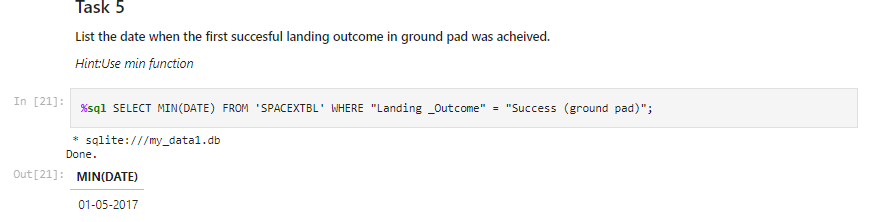 Task 5
List the date when the first succesful landing outcome in ground pad was acheived.
Hint:Use min function
In [21]: %sql SELECT MIN(DATE) FROM 'SPACEXTBL' WHERE "Landing _Outcome" = "Success (ground pad)";
* sqlite:///my_data1.db
Done.
Out[21]: MIN(DATE)
01-05-2017